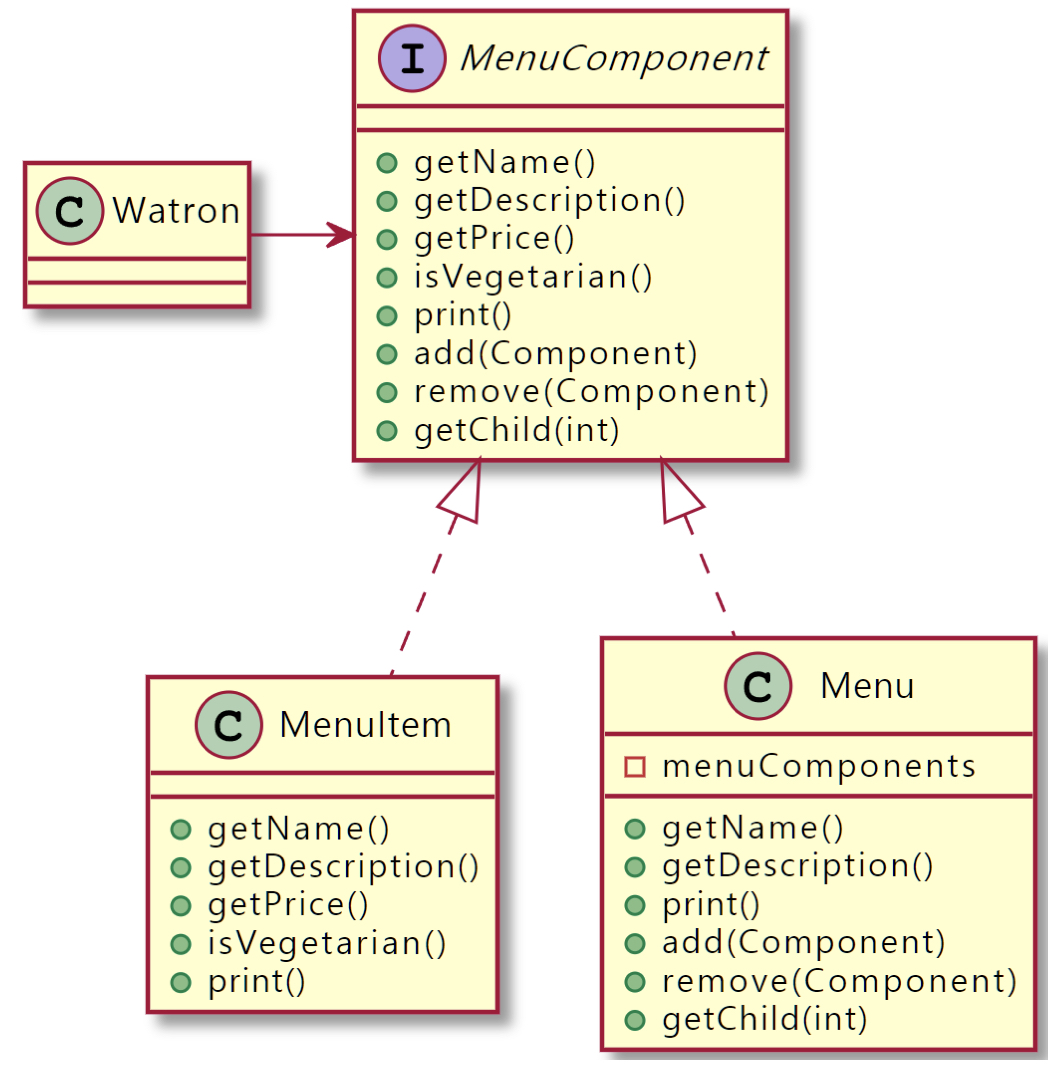 I MenuComponent
getName()
getDescription()
getPrice()
isVegetarian()
print()
add(Component)
remove(Component)
getChild(int)
C Watron
C MenuItem
getName()
getDescription()
getPrice()
isVegetarian()
print()
C Menu
menuComponents
getName()
getDescription()
print()
add(Component)
remove(Component)
getChild(int)